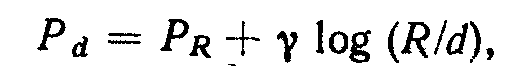 P_d = P_R + γ log (R/d),